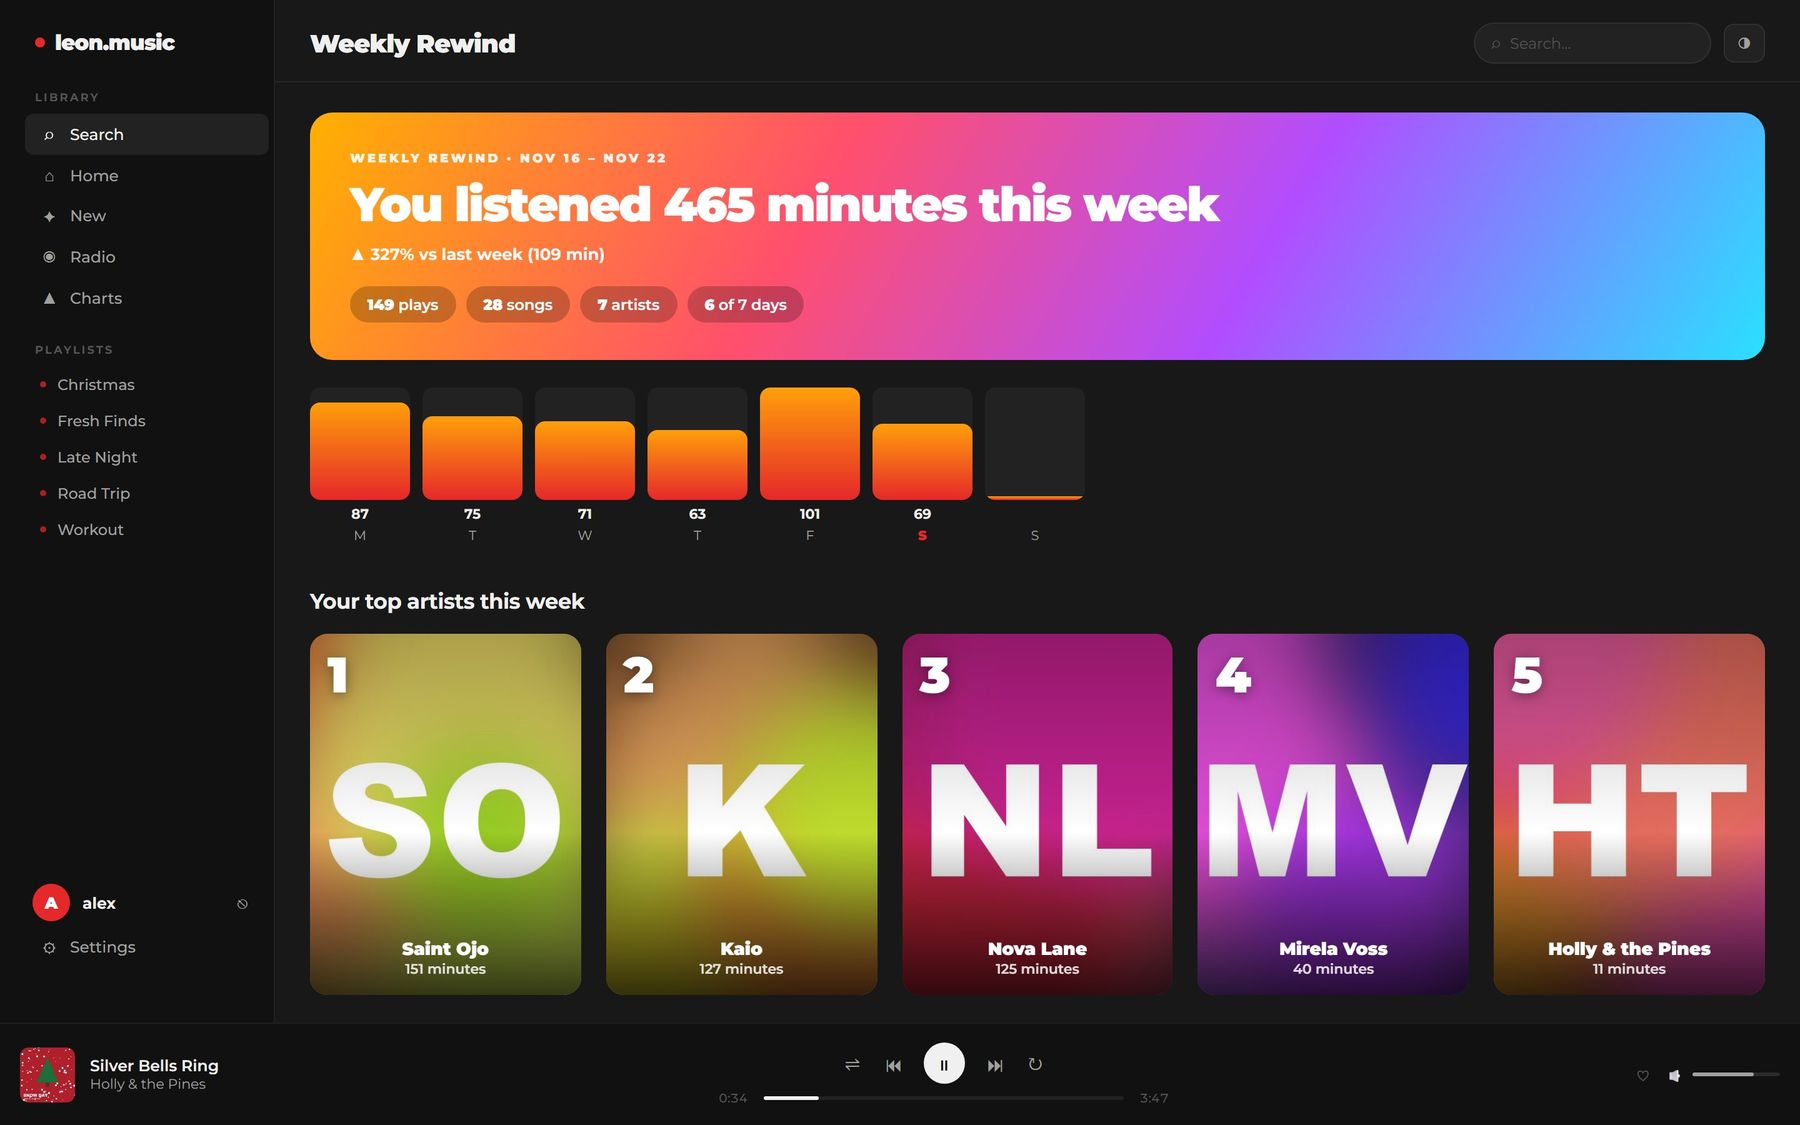 leon.music
LIBRARY
Search
Home
New
Radio
Charts
PLAYLISTS
Christmas
Fresh Finds
Late Night
Road Trip
Workout
A alex
Settings
Weekly Rewind
Search...
WEEKLY REWIND • NOV 16 – NOV 22
You listened 465 minutes this week
▲ 327% vs last week (109 min)
149 plays 28 songs 7 artists 6 of 7 days
87 75 71 63 101 69
M T W T F S S
Your top artists this week
1
SO
Saint Ojo
151 minutes
2
K
Kaio
127 minutes
3
NL
Nova Lane
125 minutes
4
MV
Mirela Voss
40 minutes
5
HT
Holly & the Pines
11 minutes
SNOW DAY
Silver Bells Ring
Holly & the Pines
0:34 3:47